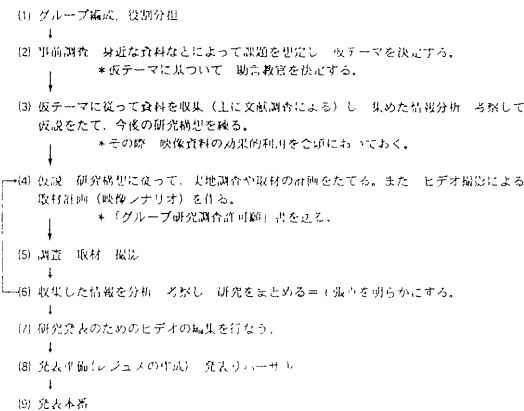 (1) グループ編成、役割分担
(2) 事前調査 身近な資料などによって課題を想定し 仮テーマを決定する。
*仮テーマに基づいて 助言教官を決定する。
(3) 仮テーマに従って資料を収集(主に文献調査による)し 集めた情報分析 考察して
仮説をたて、今後の研究構想を練る。
*その際 映像資料の効果的利用を念頭においておく。
(4) 仮説 研究構想に従って、実地調査や取材の計画をたてる。また ビデオ撮影による
取材計画(映像シナリオ)を作る。
*「グループ研究調査許可願」書を
(5) 調査 取材 撮影
(6) 収集した情報を分析 考察し 研究をまとめる=主張点を明らかにする。
(7) 研究発表のためのビデオの編集を行なう。
(8) 発表準備(レジュメの作成) 発表リハーサル
(9) 発表本番